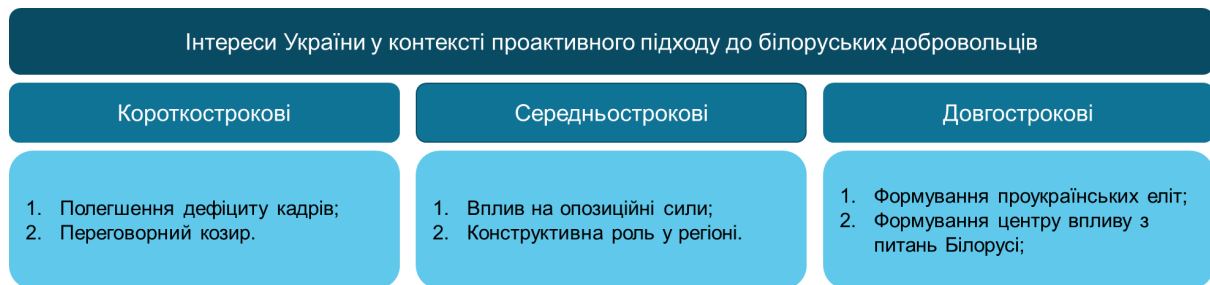 Інтереси України у контексті проактивного підходу до білоруських добровольців
Короткострокові
1. Полегшення дефіциту кадрів;
2. Переговорний козир.
Середньострокові
1. Вплив на опозиційні сили;
2. Конструктивна роль у регіоні.
Довгострокові
1. Формування проукраїнських еліт;
2. Формування центру впливу з
питань Білорусі;